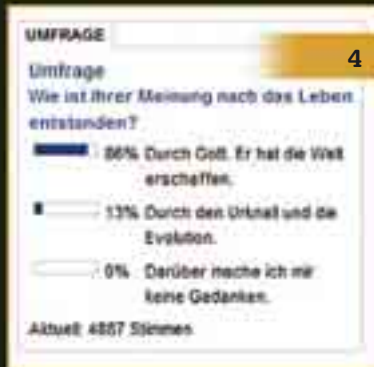 UMFRAGE
4
Umfrage
Wie ist Ihrer Meinung nach das Leben
entstanden?
86% Durch Gott. Er hat die Welt
erschaffen.
13% Durch den Urknall und die
Evolution.
0% Darüber mache ich mir
keine Gedanken.
Aktuell: 4887 Stimmen